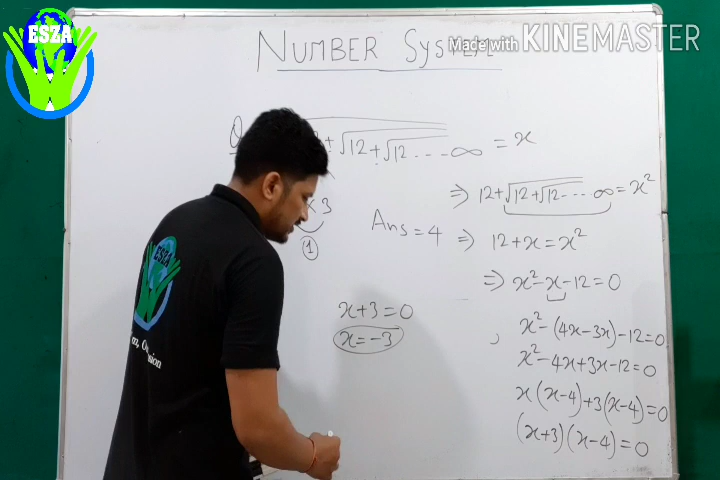 ESZA
NUMBER SYSTEM
Made with KINEMASTER
√12 + √12 + √12 --- ∞ = x
⇒ 12+√12+√12--- ∞ = x²
x 3
①
Ans = 4
⇒ 12 + x = x²
⇒ x² - x - 12 = 0
x + 3 = 0
x = -3
x² - (4x - 3x) - 12 = 0
x² - 4x + 3x - 12 = 0
x(x-4) + 3(x-4) = 0
(x+3)(x-4) = 0
ESZA